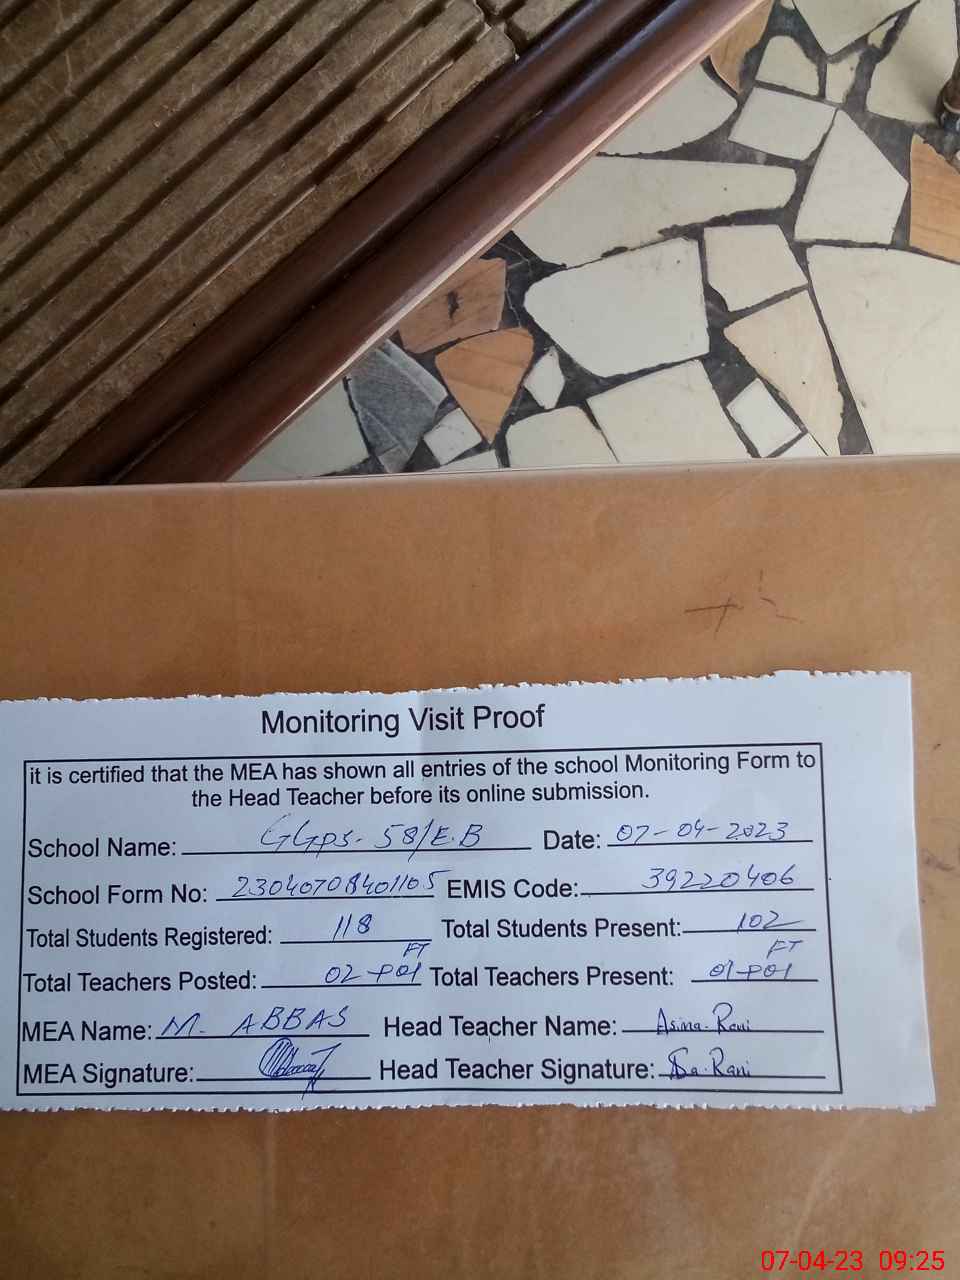 Monitoring Visit Proof
it is certified that the MEA has shown all entries of the school Monitoring Form to
the Head Teacher before its online submission.
School Name: GGPS-58/E.B Date: 07-04-2023
School Form No: 23040708401105 EMIS Code: 39220406
Total Students Registered: 118 Total Students Present: 102
FT FT
Total Teachers Posted: 02+P01 Total Teachers Present: 01+P01
MEA Name: M. ABBAS Head Teacher Name: Asma Rani
MEA Signature: Head Teacher Signature: Rani
07-04-23 09:25